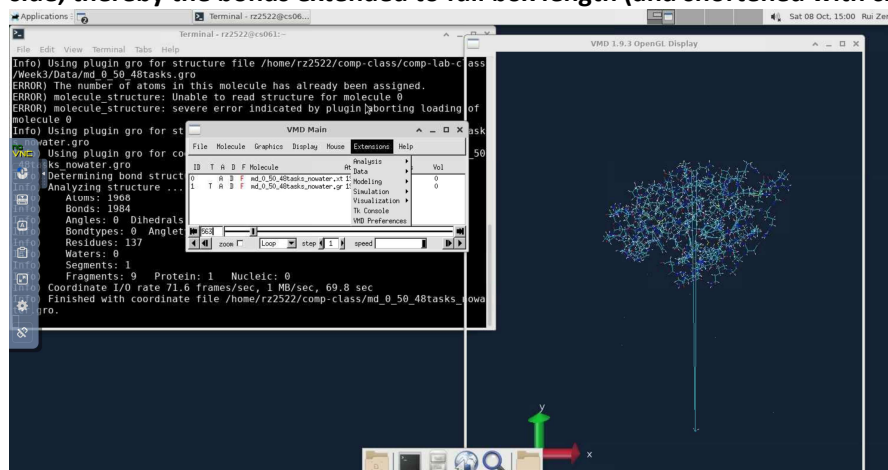 side, thereby the bonds extended to full box length (and shortened with
Applications
Terminal - rz2522@cs06...
Sat 08 Oct, 15:00 Rui Zen
Terminal - rz2522@cs061:~
File Edit View Terminal Tabs Help
Info) Using plugin gro for structure file /home/rz2522/comp-class/comp-lab-class
/Week3/Data/md_0_50_48tasks.gro
ERROR) The number of atoms in this molecule has already been assigned.
ERROR) molecule_structure: Unable to read structure for molecule 0
ERROR) molecule_structure: severe error indicated by plugin aborting loading of
molecule 0
Info) Using plugin gro for st
ask
n_nowater.gro
Info) Using plugin gro for co
_50
ks_nowater.gro
Determining bond struct
Analyzing structure ...
Atoms: 1968
Bonds: 1984
Angles: 0 Dihedrals
Bondtypes: 0 Anglet
Residues: 137
Waters: 0
Segments: 1
Fragments: 9 Protein: 1 Nucleic: 0
Coordinate I/O rate 71.6 frames/sec, 1 MB/sec, 69.8 sec
Finished with coordinate file /home/rz2522/comp-class/md_0_50_48tasks_nowa
.gro.
VMD Main
File Molecule Graphics Display Mouse Extensions Help
ID T A D F Molecule At Vol
0 A D F md_0_50_48tasks_nowater.xt 1 0
1 T A D F md_0_50_48tasks_nowater.gr 1 0
Analysis
Data
Modeling
Simulation
Visualization
Tk Console
VMD Preferences
563
zoom Loop step 1 speed
VMD 1.9.3 OpenGL Display
y
x